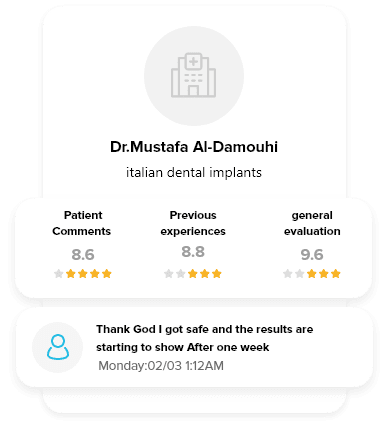 Dr.Mustafa Al-Damouhi
italian dental implants
Patient
Comments
8.6
Previous
experiences
8.8
general
evaluation
9.6
Thank God I got safe and the results are
starting to show After one week
Monday:02/03 1:12AM